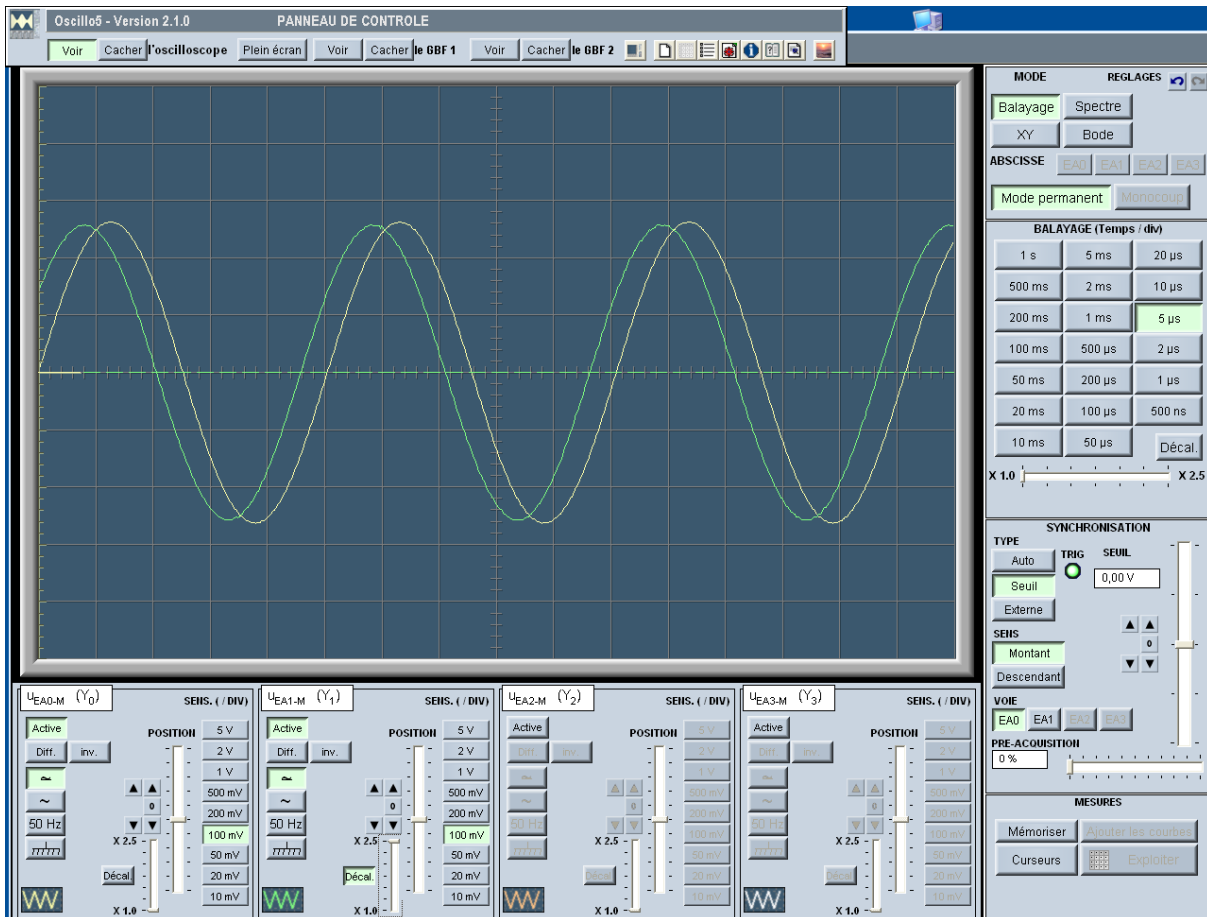 Oscillo5 - Version 2.1.0 PANNEAU DE CONTROLE
Voir Cacher l'oscilloscope Plein écran Voir Cacher le GBF 1 Voir Cacher le GBF 2
MODE REGLAGES
Balayage Spectre
XY Bode
ABSCISSE EA0 EA1 EA2 EA3
Mode permanent Monocoup
BALAYAGE (Temps / div)
1 s 5 ms 20 µs
500 ms 2 ms 10 µs
200 ms 1 ms 5 µs
100 ms 500 µs 2 µs
50 ms 200 µs 1 µs
20 ms 100 µs 500 ns
10 ms 50 µs Décal.
X 1.0 X 2.5
SYNCHRONISATION
TYPE
Auto TRIG SEUIL
Seuil 0,00 V
Externe
SENS
Montant 0
Descendant
VOIE
EA0 EA1 EA2 EA3
PRE-ACQUISITION
0 %
MESURES
Mémoriser Ajouter les courbes
Curseurs Exploiter
uEA0-M (Y0) SENS. ( / DIV)
Active POSITION 5 V
Diff. inv. 2 V
1 V
~ 500 mV
0 200 mV
50 Hz 100 mV
X 2.5 50 mV
Décal. 20 mV
X 1.0 10 mV
uEA1-M (Y1) SENS. ( / DIV)
Active POSITION 5 V
Diff. inv. 2 V
1 V
~ 500 mV
0 200 mV
50 Hz 100 mV
X 2.5 50 mV
Décal. 20 mV
X 1.0 10 mV
uEA2-M (Y2) SENS. ( / DIV)
Active POSITION 5 V
Diff. inv. 2 V
1 V
~ 500 mV
0 200 mV
50 Hz 100 mV
X 2.5 50 mV
Décal. 20 mV
X 1.0 10 mV
uEA3-M (Y3) SENS. ( / DIV)
Active POSITION 5 V
Diff. inv. 2 V
1 V
~ 500 mV
0 200 mV
50 Hz 100 mV
X 2.5 50 mV
Décal. 20 mV
X 1.0 10 mV